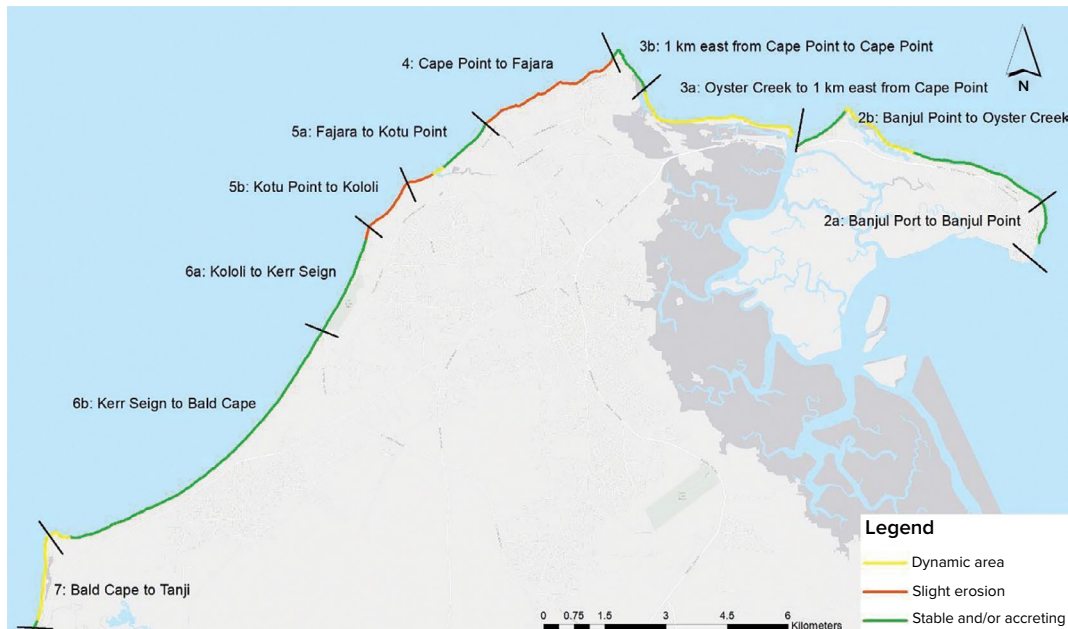 3b: 1 km east from Cape Point to Cape Point
4: Cape Point to Fajara
3a: Oyster Creek to 1 km east from Cape Point
N
2b: Banjul Point to Oyster Creek
5a: Fajara to Kotu Point
5b: Kotu Point to Kololi
2a: Banjul Port to Banjul Point
6a: Kololi to Kerr Seign
6b: Kerr Seign to Bald Cape
7: Bald Cape to Tanji
Legend
Dynamic area
Slight erosion
Stable and/or accreting
0 0.75 1.5 3 4.5 6
Kilometers